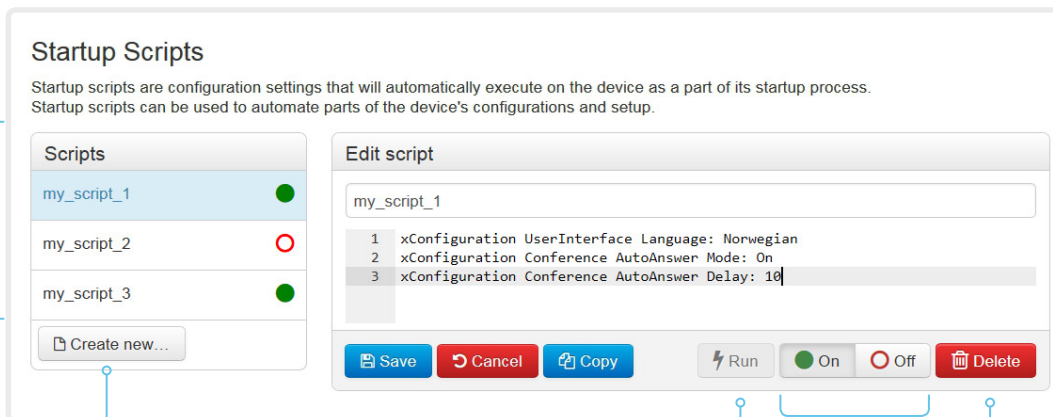 Startup Scripts
Startup scripts are configuration settings that will automatically execute on the device as a part of its startup process.
Startup scripts can be used to automate parts of the device's configurations and setup.
Scripts
my_script_1
my_script_2
my_script_3
Create new...
Edit script
my_script_1
1 xConfiguration UserInterface Language: Norwegian
2 xConfiguration Conference AutoAnswer Mode: On
3 xConfiguration Conference AutoAnswer Delay: 10
Save Cancel Copy Run On Off Delete